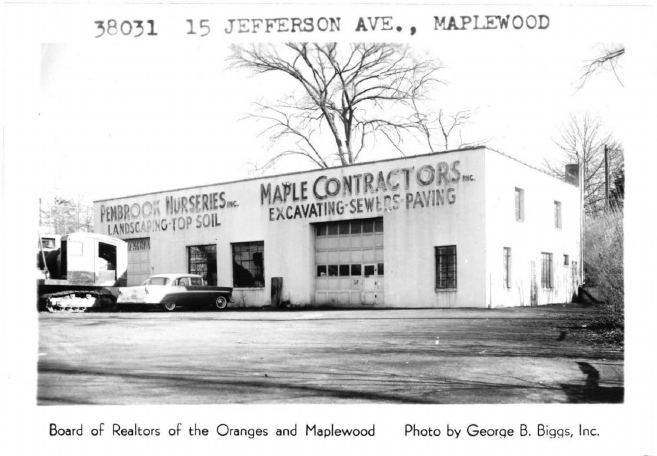 38031 15 JEFFERSON AVE., MAPLEWOOD
PEMBROOK NURSERIES INC.
LANDSCAPING-TOP SOIL
MAPLE CONTRACTORS INC.
EXCAVATING-SEWERS-PAVING
Board of Realtors of the Oranges and Maplewood Photo by George B. Biggs, Inc.